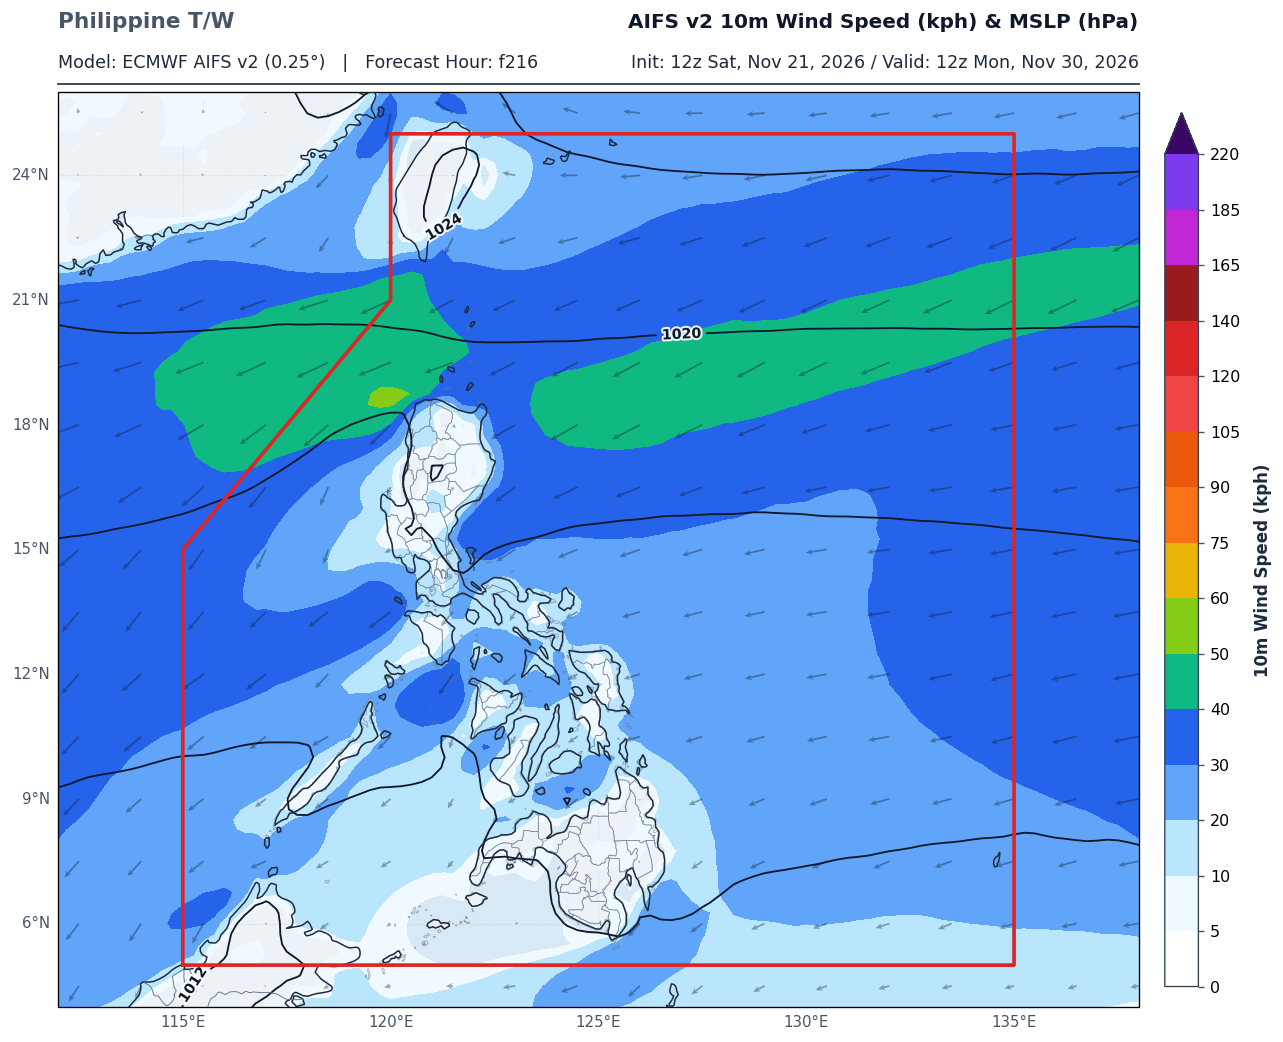 Philippine T/W
AIFS v2 10m Wind Speed (kph) & MSLP (hPa)
Model: ECMWF AIFS v2 (0.25°) | Forecast Hour: f216
Init: 12z Sat, Nov 21, 2026 / Valid: 12z Mon, Nov 30, 2026
24°N
21°N
18°N
15°N
12°N
9°N
6°N
1024
1020
1012
115°E
120°E
125°E
130°E
135°E
220
185
165
140
120
105
90
75
60
50
40
30
20
10
5
0
10m Wind Speed (kph)